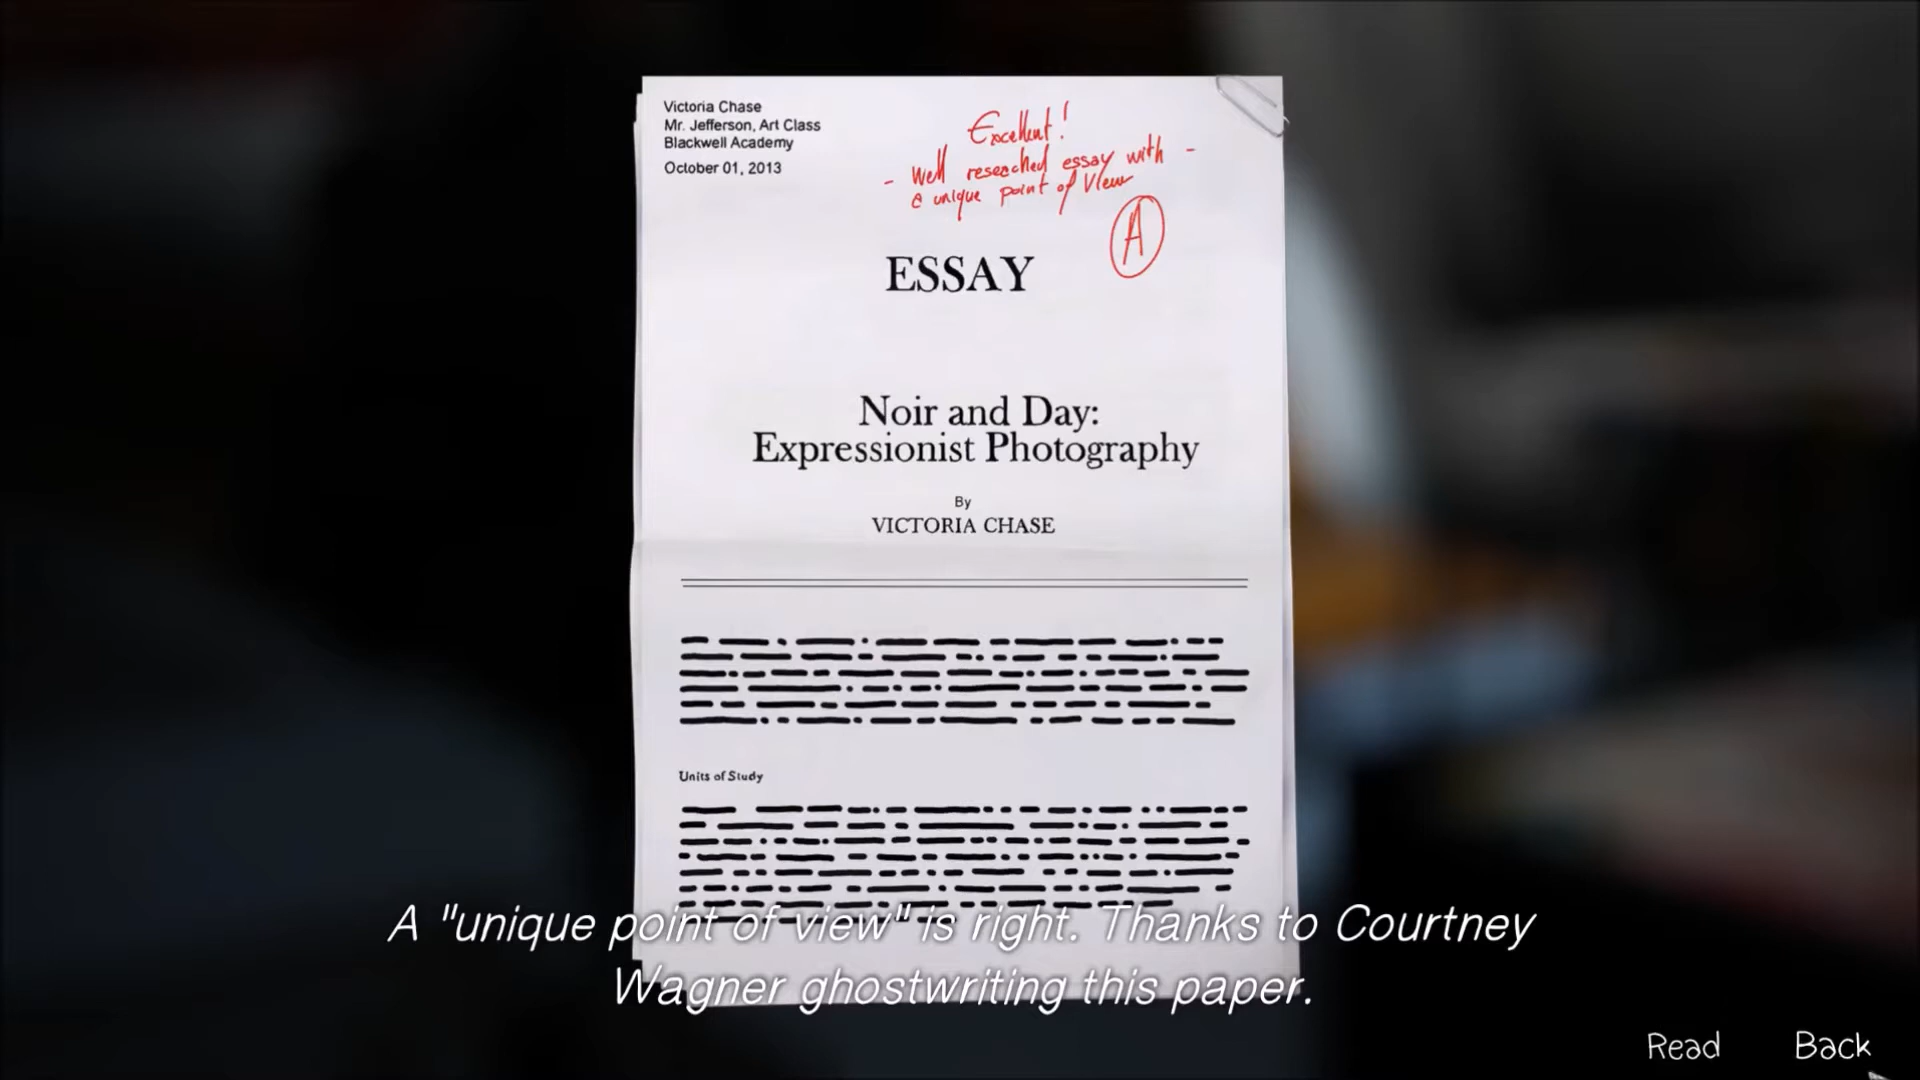 Victoria Chase
Mr. Jefferson, Art Class
Blackwell Academy
October 01, 2013
Excellent!
- Well reseached essay with -
a unique point of View
A
ESSAY
Noir and Day:
Expressionist Photography
By
VICTORIA CHASE
Units of Study
A "unique point of view" is right. Thanks to Courtney
Wagner ghostwriting this paper.
Read
Back